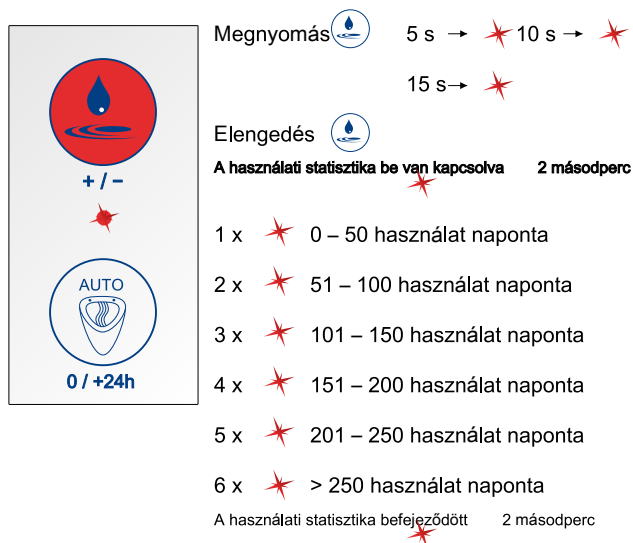 + / –
AUTO
0 / +24h
Megnyomás 5 s → 10 s →
15 s→
Elengedés
A használati statisztika be van kapcsolva 2 másodperc
1 x 0 – 50 használat naponta
2 x 51 – 100 használat naponta
3 x 101 – 150 használat naponta
4 x 151 – 200 használat naponta
5 x 201 – 250 használat naponta
6 x > 250 használat naponta
A használati statisztika befejeződött 2 másodperc